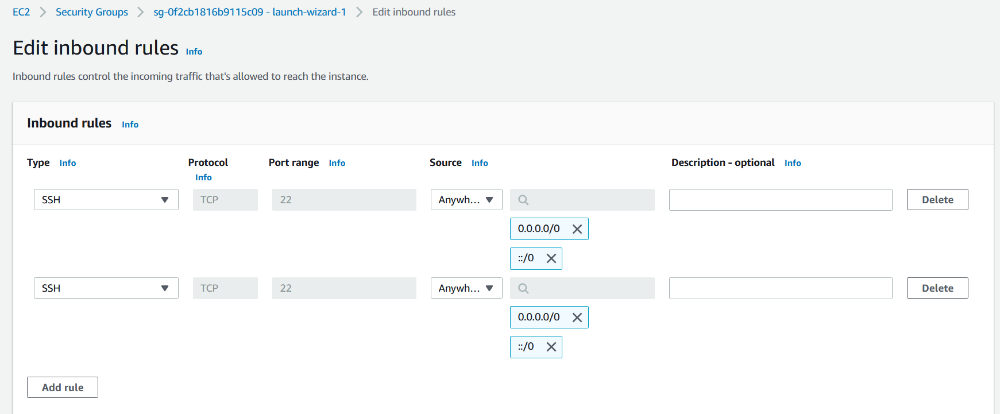 EC2 > Security Groups > sg-0f2cb1816b9115c09 - launch-wizard-1 > Edit inbound rules
Edit inbound rules Info
Inbound rules control the incoming traffic that's allowed to reach the instance.
Inbound rules Info
Type Info Protocol Info Port range Info Source Info Description - optional Info
SSH TCP 22 Anywh... Delete
0.0.0.0/0
::/0
SSH TCP 22 Anywh... Delete
0.0.0.0/0
::/0
Add rule